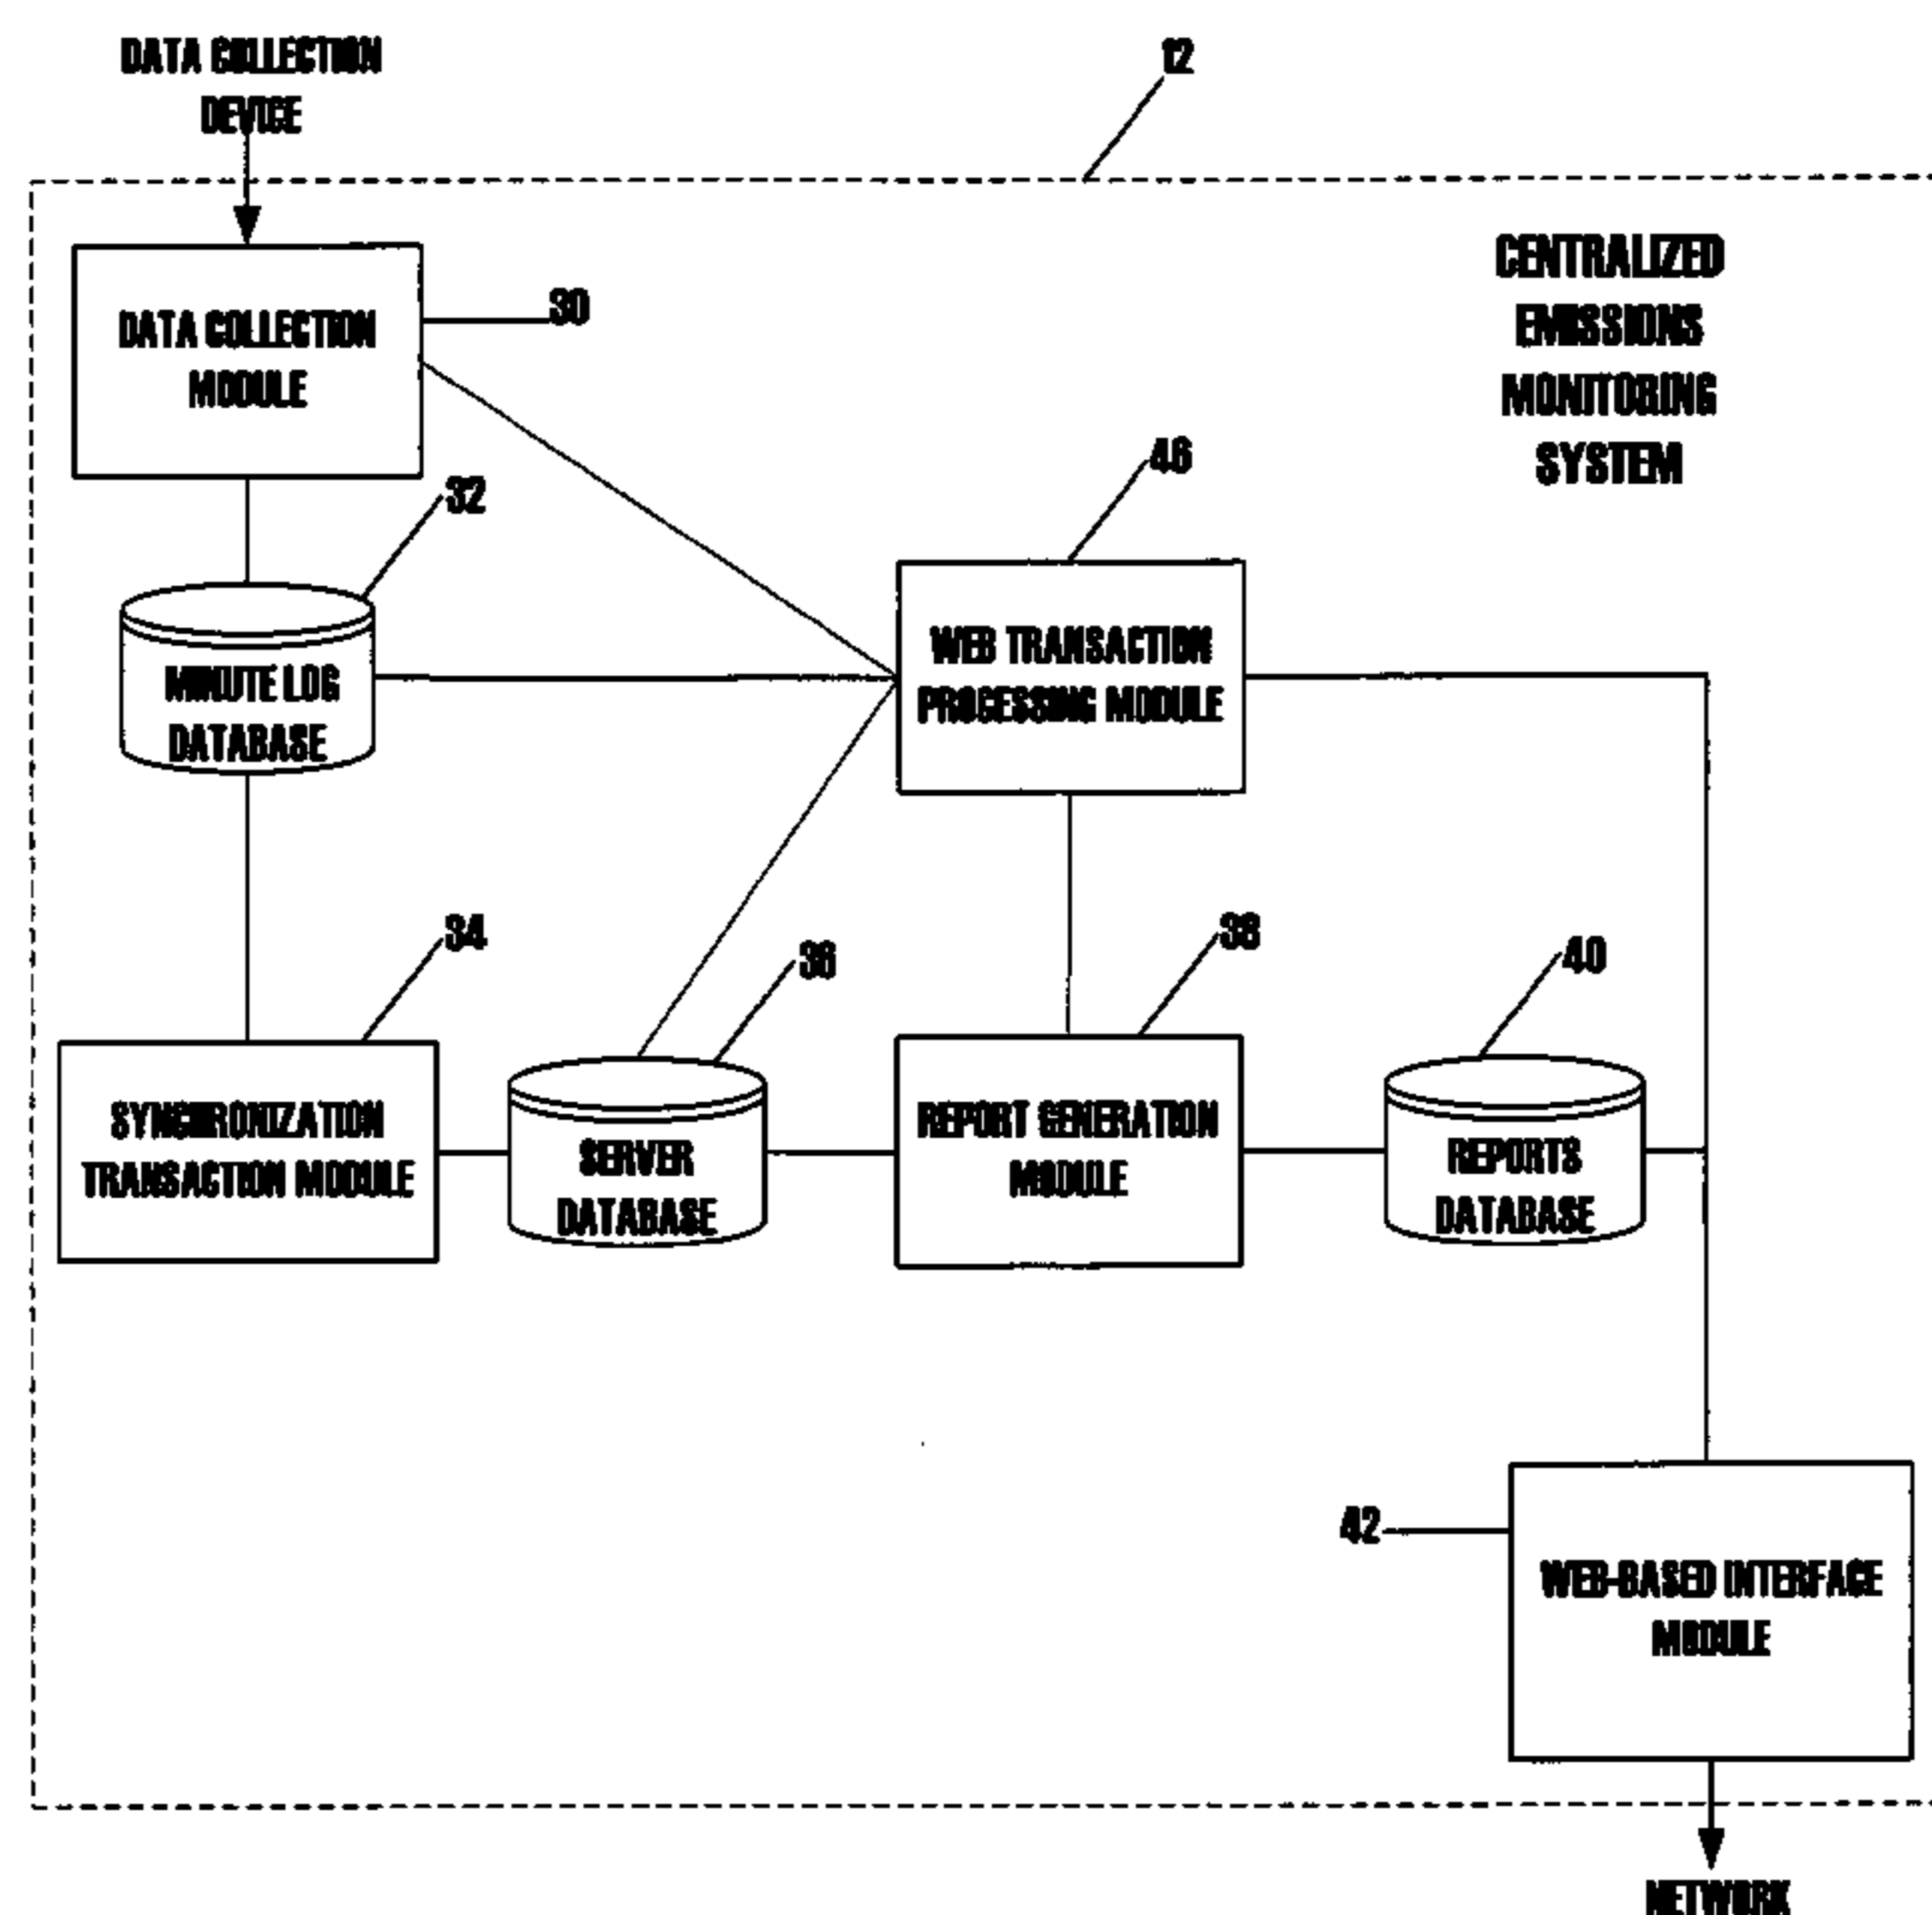 DATA COLLECTION
DEVICE
12
CENTRALIZED
EMISSIONS
MONITORING
SYSTEM
DATA COLLECTION
MODULE
30
32
MINUTE LOG
DATABASE
46
WEB TRANSACTION
PROCESSING MODULE
34
SYNCHRONIZATION
TRANSACTION MODULE
36
SERVER
DATABASE
38
REPORT GENERATION
MODULE
40
REPORTS
DATABASE
42
WEB-BASED INTERFACE
MODULE
NETWORK